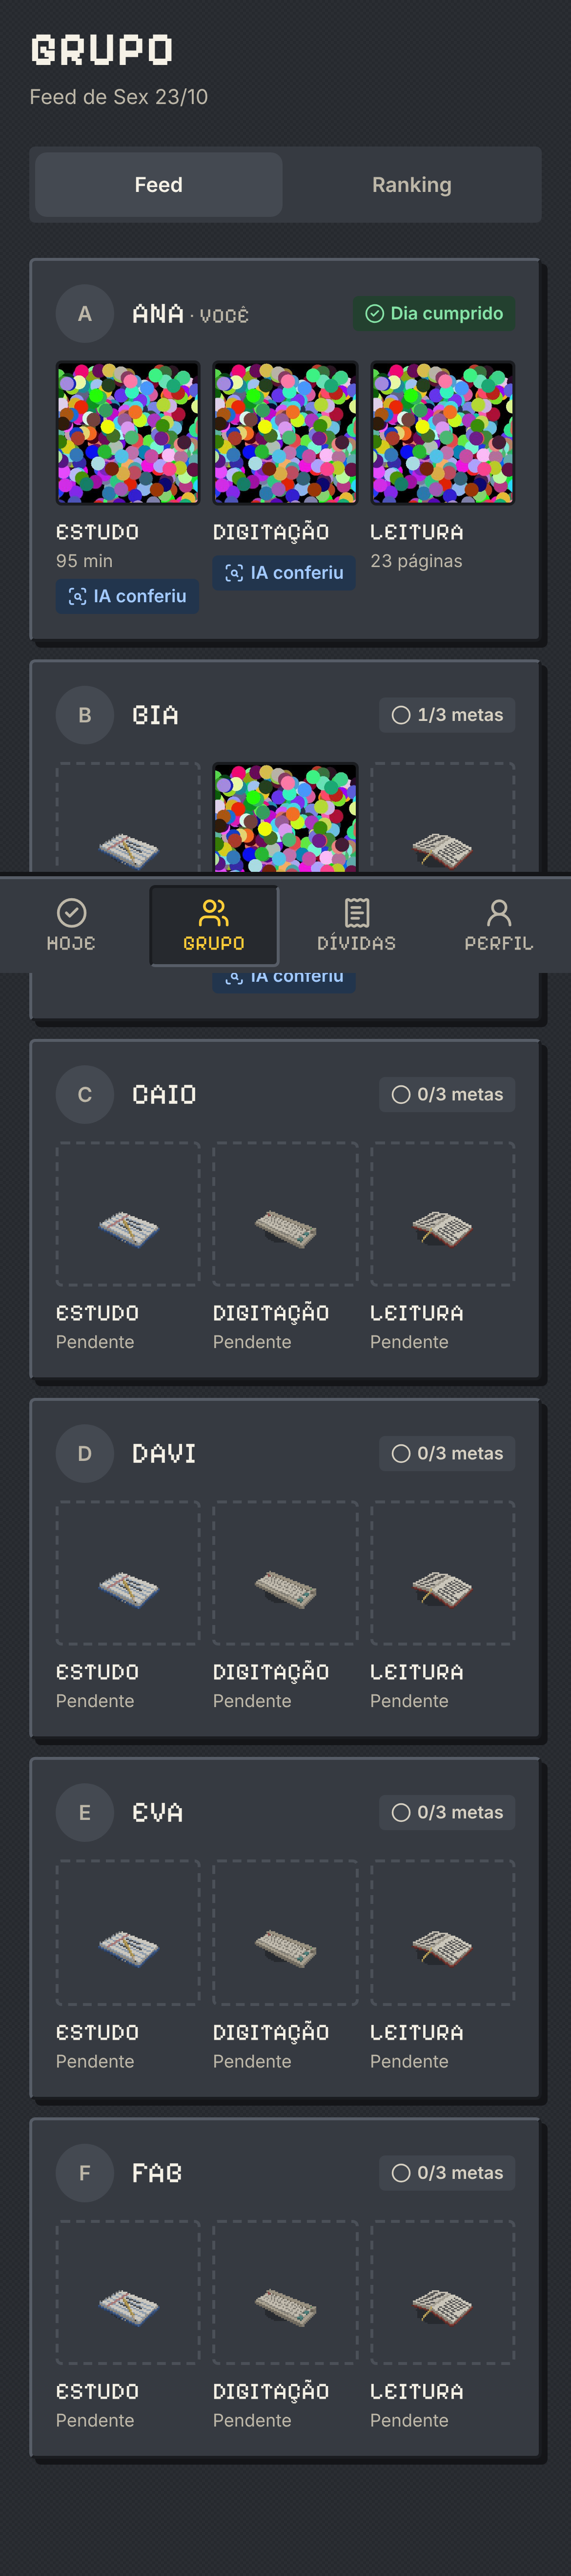 GRUPO
Feed de Sex 23/10
Feed
Ranking
A
ANA · VOCÊ
Dia cumprido
ESTUDO
DIGITAÇÃO
LEITURA
95 min
IA conferiu
23 páginas
IA conferiu
B
BIA
1/3 metas
HOJE
GRUPO
DÍVIDAS
PERFIL
IA conferiu
C
CAIO
0/3 metas
ESTUDO
DIGITAÇÃO
LEITURA
Pendente
Pendente
Pendente
D
DAVI
0/3 metas
ESTUDO
DIGITAÇÃO
LEITURA
Pendente
Pendente
Pendente
E
EVA
0/3 metas
ESTUDO
DIGITAÇÃO
LEITURA
Pendente
Pendente
Pendente
F
FAB
0/3 metas
ESTUDO
DIGITAÇÃO
LEITURA
Pendente
Pendente
Pendente